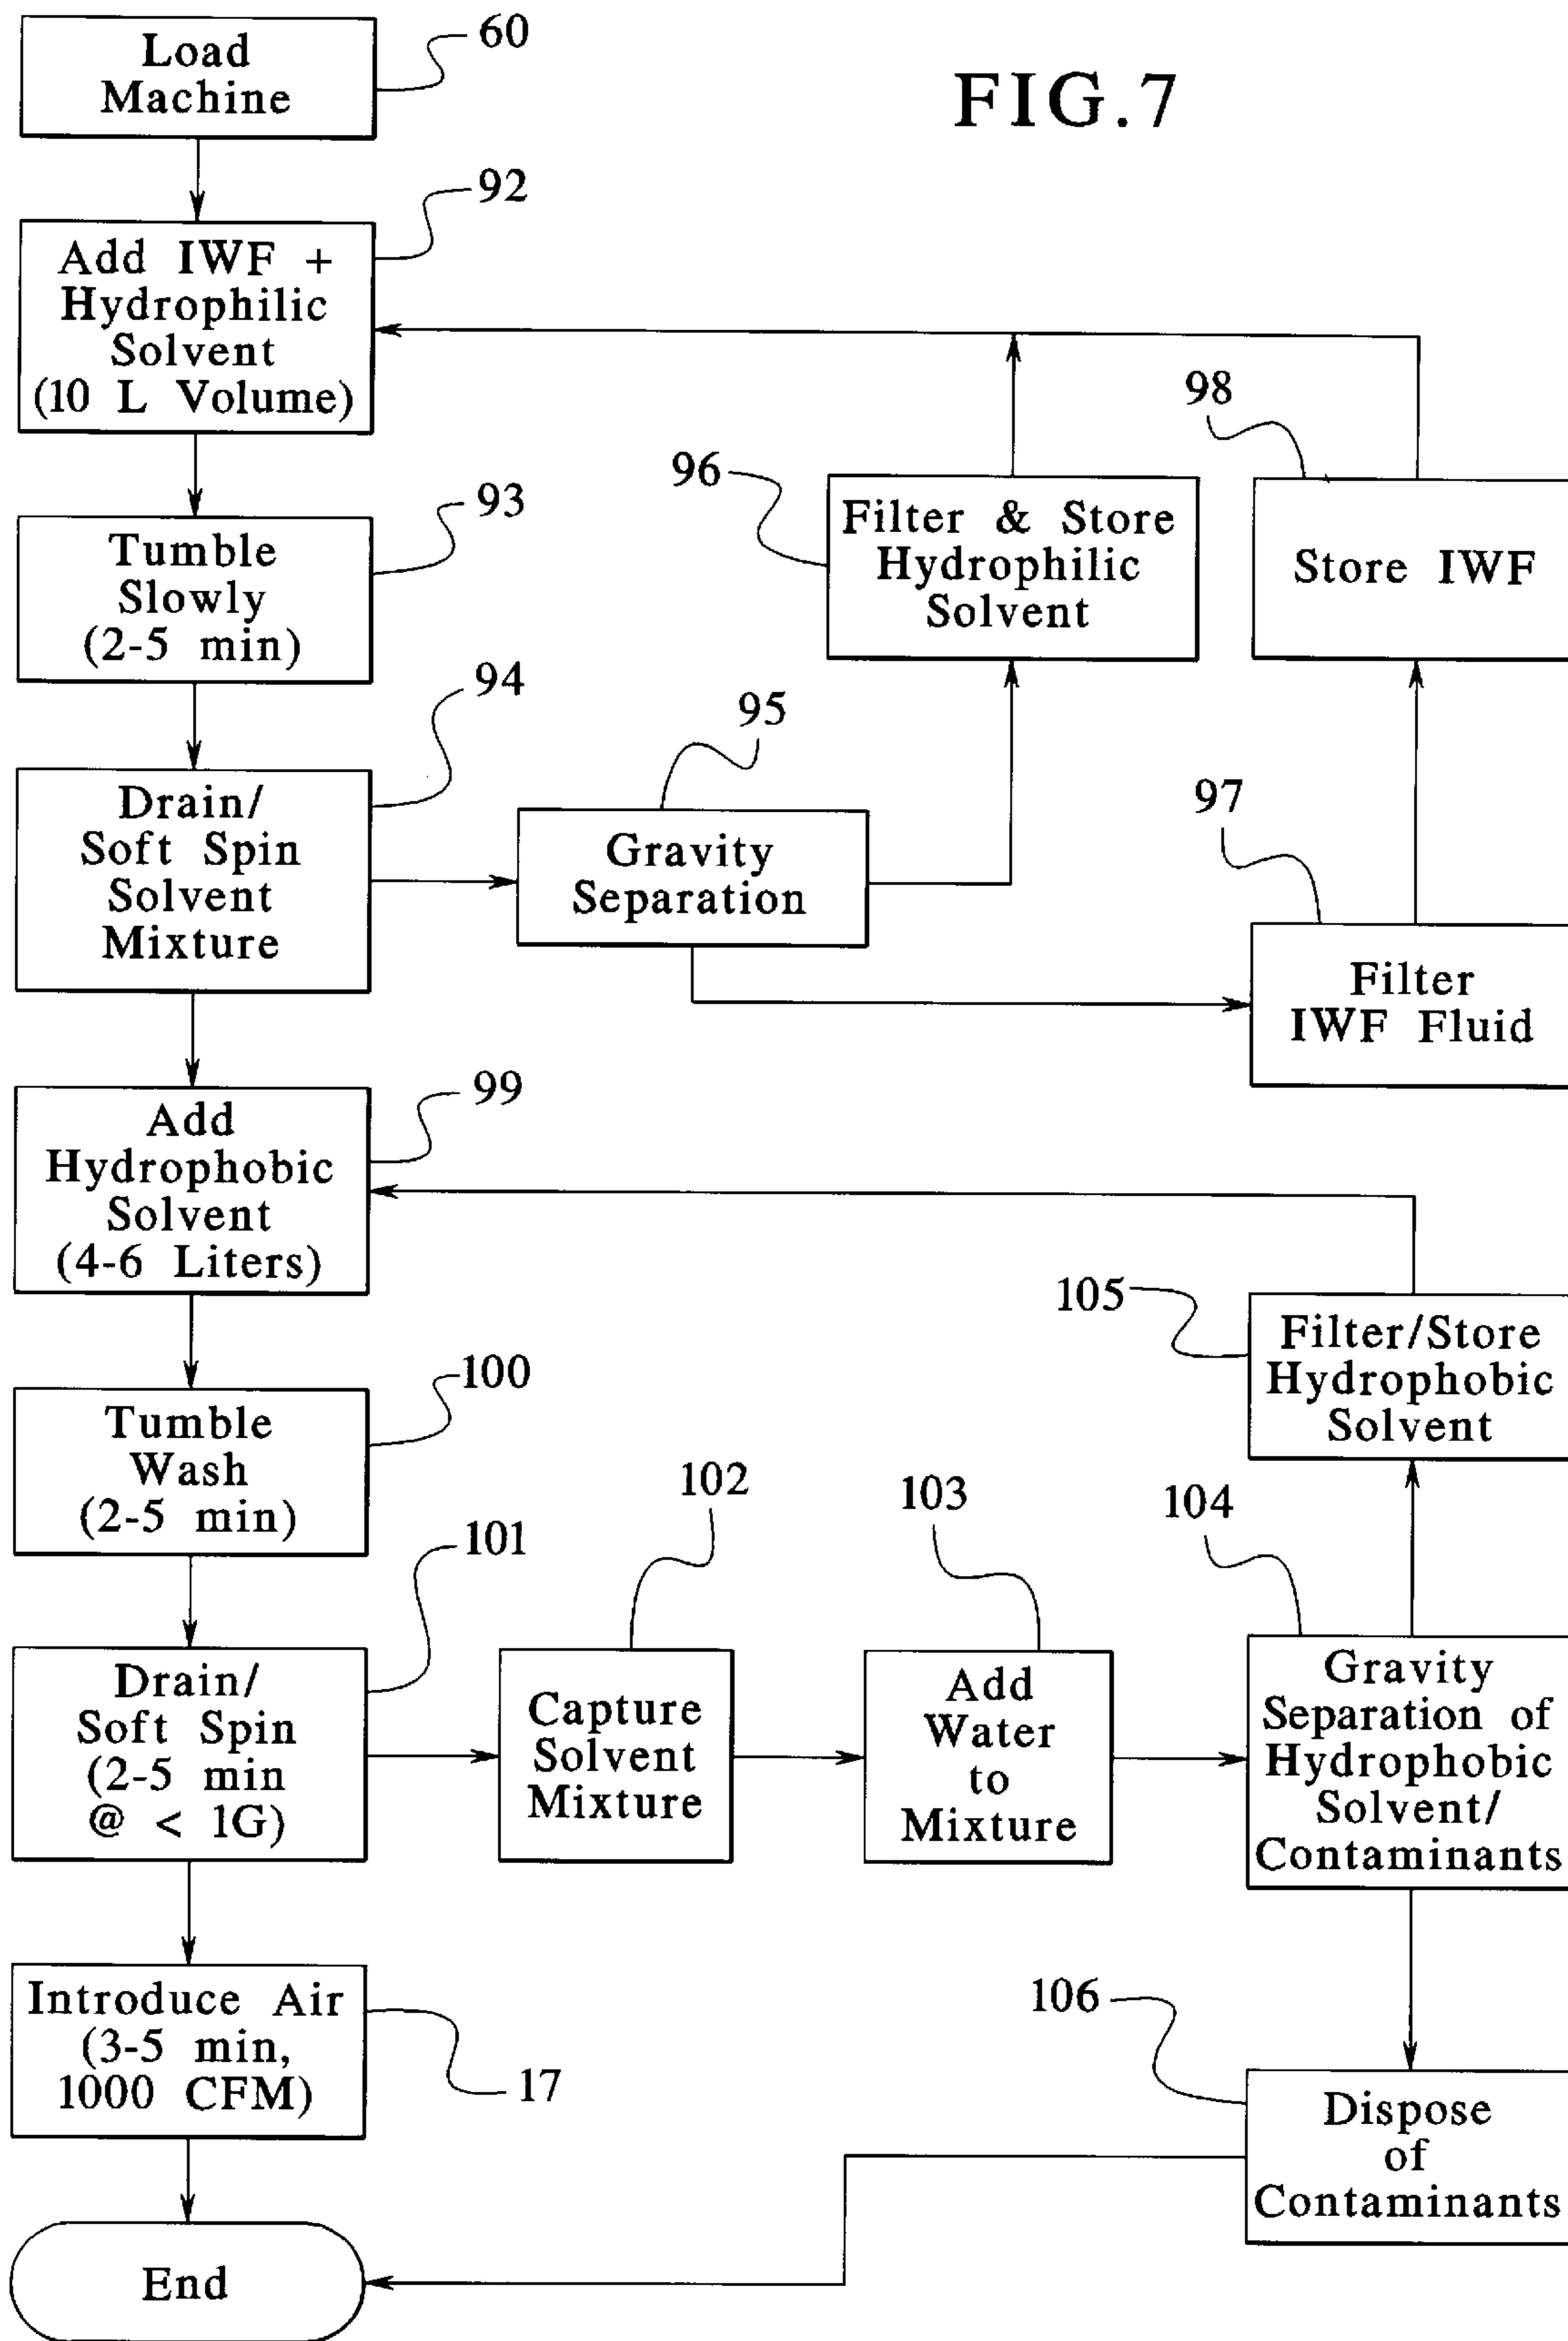 FIG.7
Load
Machine
60
Add IWF +
Hydrophilic
Solvent
(10 L Volume)
92
Tumble
Slowly
(2-5 min)
93
Drain/
Soft Spin
Solvent
Mixture
94
Gravity
Separation
95
Filter & Store
Hydrophilic
Solvent
96
Filter
IWF Fluid
97
Store IWF
98
Add
Hydrophobic
Solvent
(4-6 Liters)
99
Tumble
Wash
(2-5 min)
100
Drain/
Soft Spin
(2-5 min
@ < 1G)
101
Capture
Solvent
Mixture
102
Add
Water
to
Mixture
103
Gravity
Separation of
Hydrophobic
Solvent/
Contaminants
104
Filter/Store
Hydrophobic
Solvent
105
Dispose
of
Contaminants
106
Introduce Air
(3-5 min,
1000 CFM)
17
End